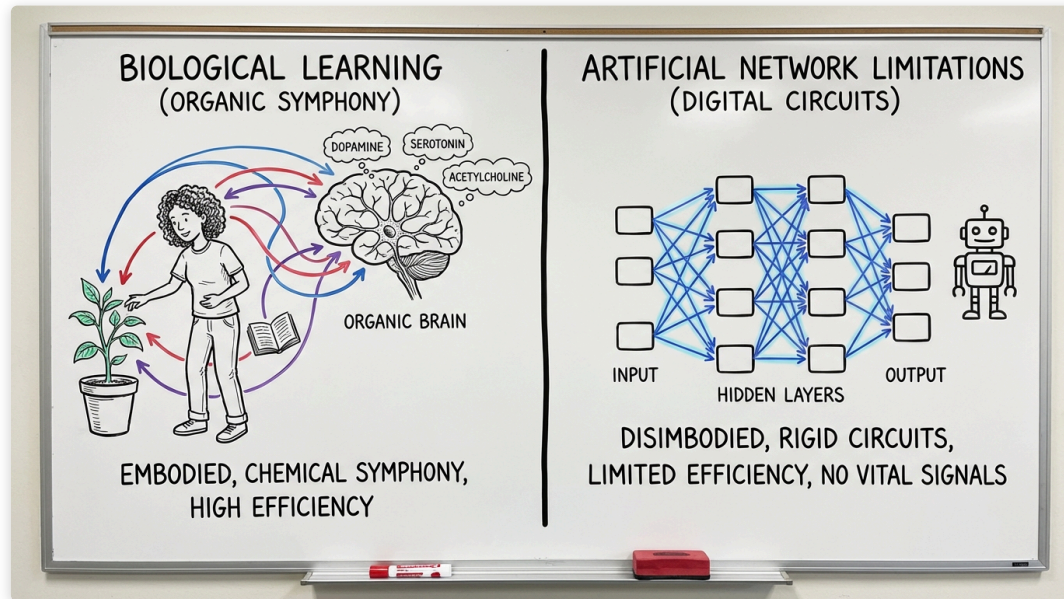 BIOLOGICAL LEARNING
(ORGANIC SYMPHONY)
DOPAMINE
SEROTONIN
ACETYLCHOLINE
ORGANIC BRAIN
EMBODIED, CHEMICAL SYMPHONY,
HIGH EFFICIENCY
ARTIFICIAL NETWORK LIMITATIONS
(DIGITAL CIRCUITS)
INPUT
HIDDEN LAYERS
OUTPUT
DISIMBODIED, RIGID CIRCUITS,
LIMITED EFFICIENCY, NO VITAL SIGNALS